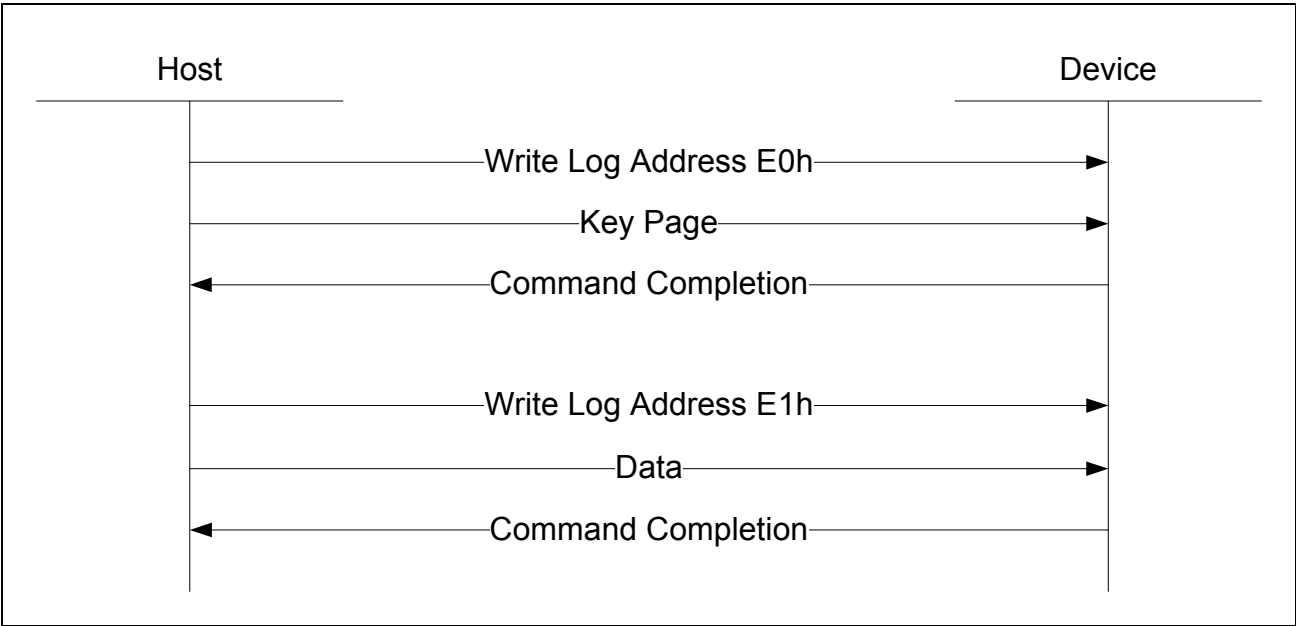 Host
Device
Write Log Address E0h
Key Page
Command Completion
Write Log Address E1h
Data
Command Completion